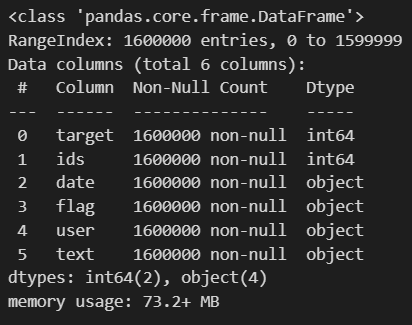 <class 'pandas.core.frame.DataFrame'>
RangeIndex: 1600000 entries, 0 to 1599999
Data columns (total 6 columns):
 #   Column  Non-Null Count    Dtype
---  ------  --------------    -----
 0   target  1600000 non-null  int64
 1   ids     1600000 non-null  int64
 2   date    1600000 non-null  object
 3   flag    1600000 non-null  object
 4   user    1600000 non-null  object
 5   text    1600000 non-null  object
dtypes: int64(2), object(4)
memory usage: 73.2+ MB